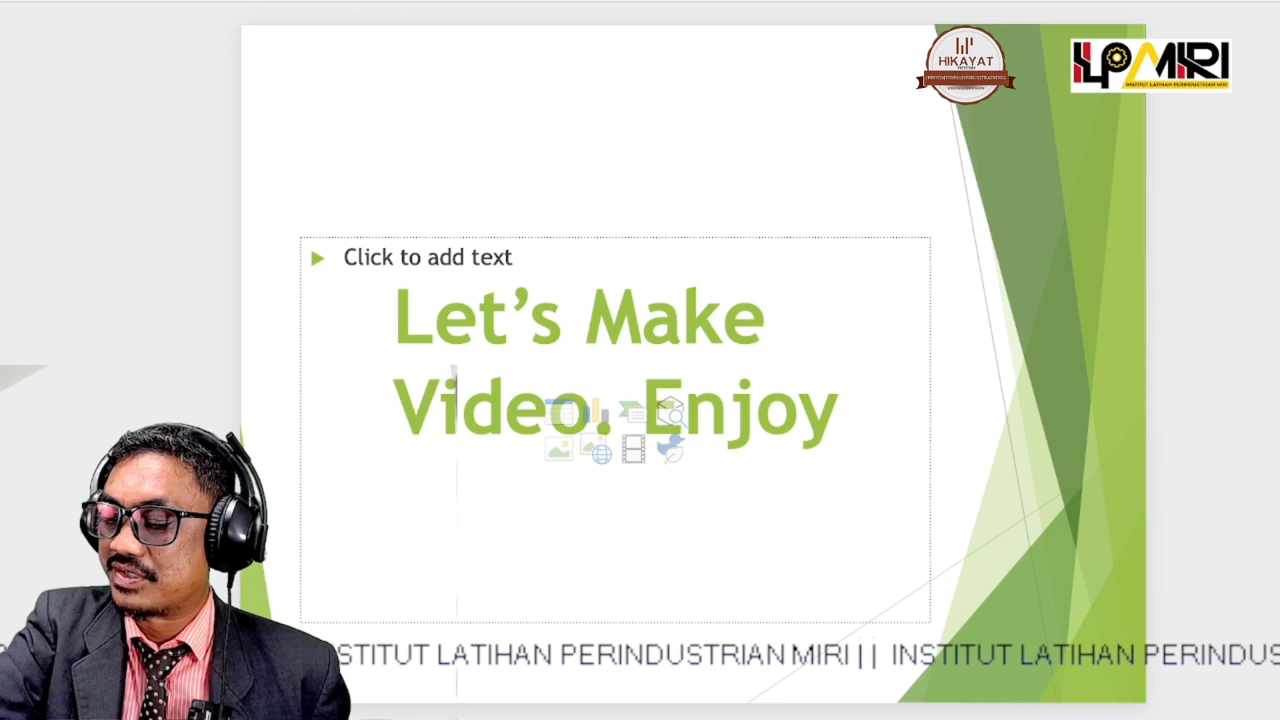 HIKAYAT
ILPMIRI
INSTITUT LATIHAN PERINDUSTRIAN MIRI
Click to add text
Let’s Make
Video. Enjoy
STITUT LATIHAN PERINDUSTRIAN MIRI || INSTITUT LATIHAN PERINDUS